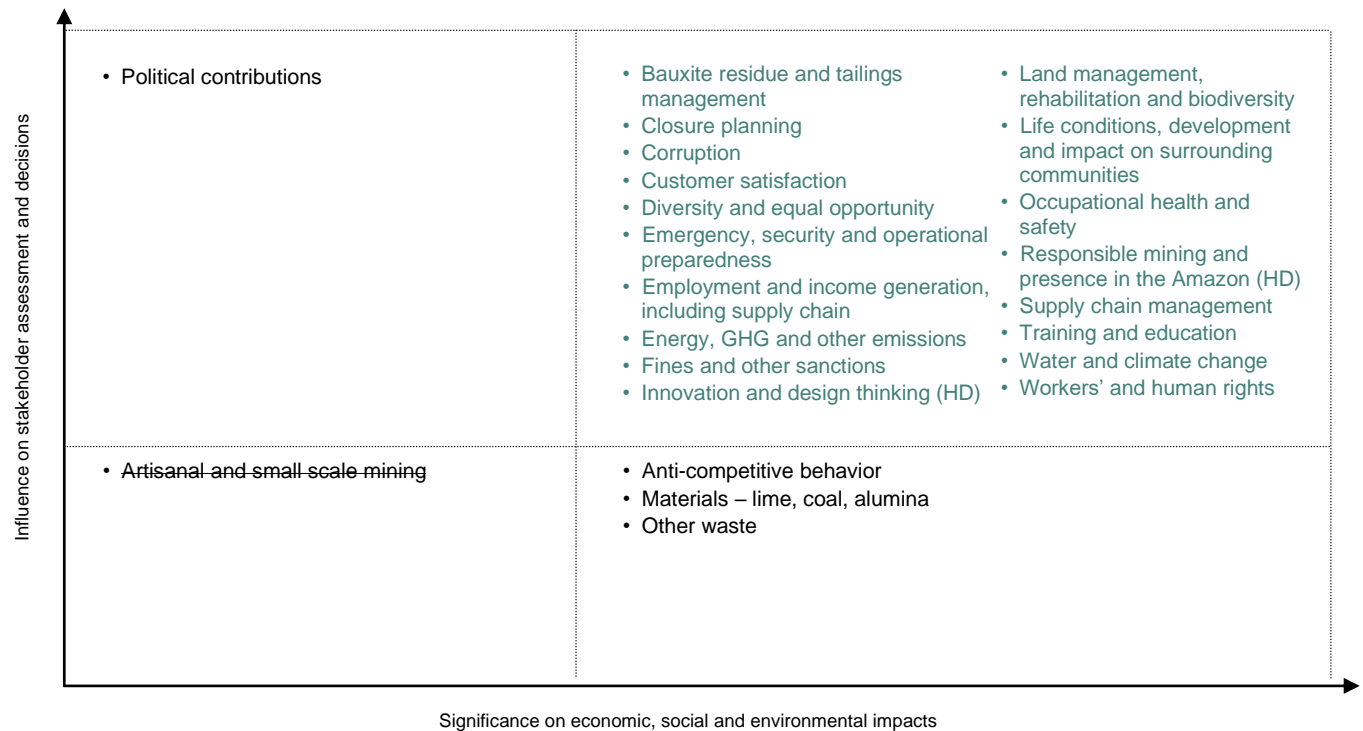 Influence on stakeholder assessment and decisions
• Political contributions
• Bauxite residue and tailings
management
• Closure planning
• Corruption
• Customer satisfaction
• Diversity and equal opportunity
• Emergency, security and operational
preparedness
• Employment and income generation,
including supply chain
• Energy, GHG and other emissions
• Fines and other sanctions
• Innovation and design thinking (HD)
• Land management,
rehabilitation and biodiversity
• Life conditions, development
and impact on surrounding
communities
• Occupational health and
safety
• Responsible mining and
presence in the Amazon (HD)
• Supply chain management
• Training and education
• Water and climate change
• Workers’ and human rights
• Artisanal and small scale mining
• Anti-competitive behavior
• Materials – lime, coal, alumina
• Other waste
Significance on economic, social and environmental impacts